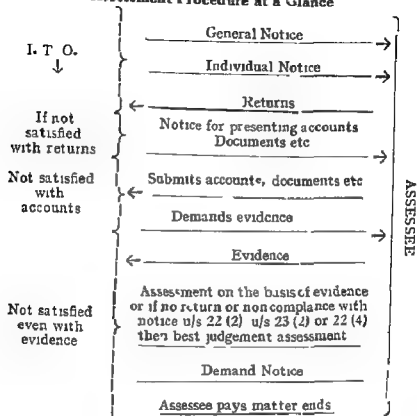 Assessment Procedure at a Glance
I. T O.
General Notice
Individual Notice
Returns
If not
satisfied
with returns
Notice for presenting accounts
Documents etc
Not satisfied
with
accounts
Submits accounts, documents etc
Demands evidence
Evidence
ASSESSEE
Not satisfied
even with
evidence
Assessment on the basis of evidence
or if no return or non compliance with
notice u/s 22 (2) u/s 23 (2) or 22 (4)
then best judgement assessment
Demand Notice
Assessee pays matter ends